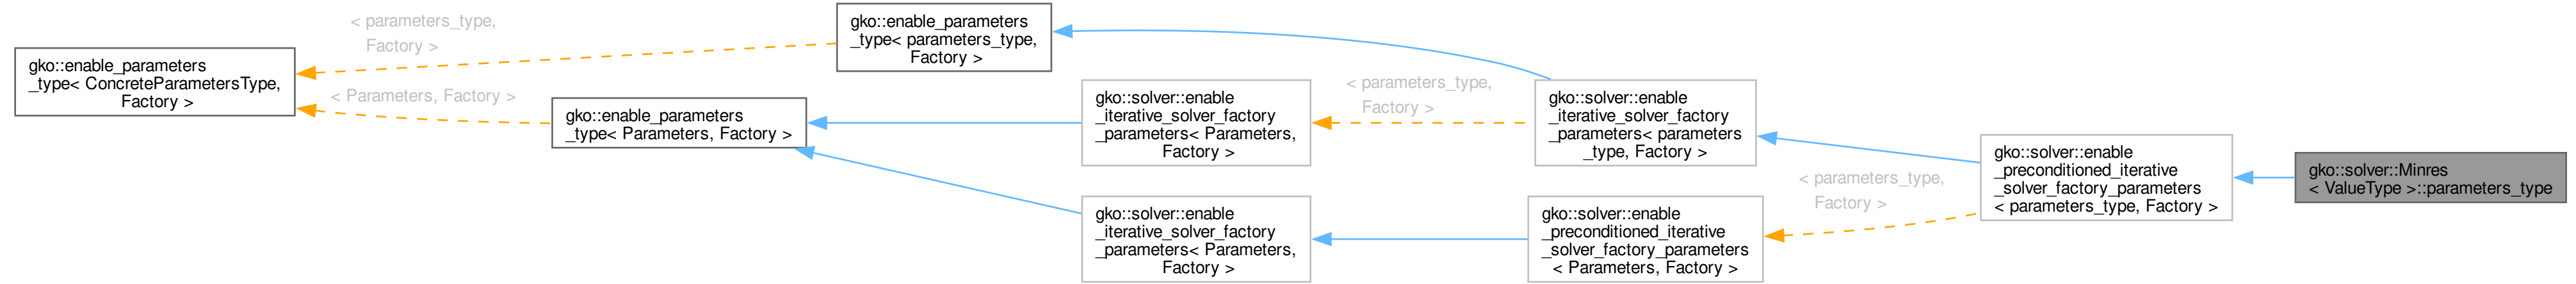 gko::enable_parameters
_type< ConcreteParametersType,
Factory >
< parameters_type,
Factory >
< Parameters, Factory >
gko::enable_parameters
_type< parameters_type,
Factory >
gko::enable_parameters
_type< Parameters, Factory >
gko::solver::enable
_iterative_solver_factory
_parameters< Parameters,
Factory >
gko::solver::enable
_iterative_solver_factory
_parameters< Parameters,
Factory >
< parameters_type,
Factory >
gko::solver::enable
_iterative_solver_factory
_parameters< parameters
_type, Factory >
gko::solver::enable
_preconditioned_iterative
_solver_factory_parameters
< Parameters, Factory >
< parameters_type,
Factory >
gko::solver::enable
_preconditioned_iterative
_solver_factory_parameters
< parameters_type, Factory >
gko::solver::Minres
< ValueType >::parameters_type